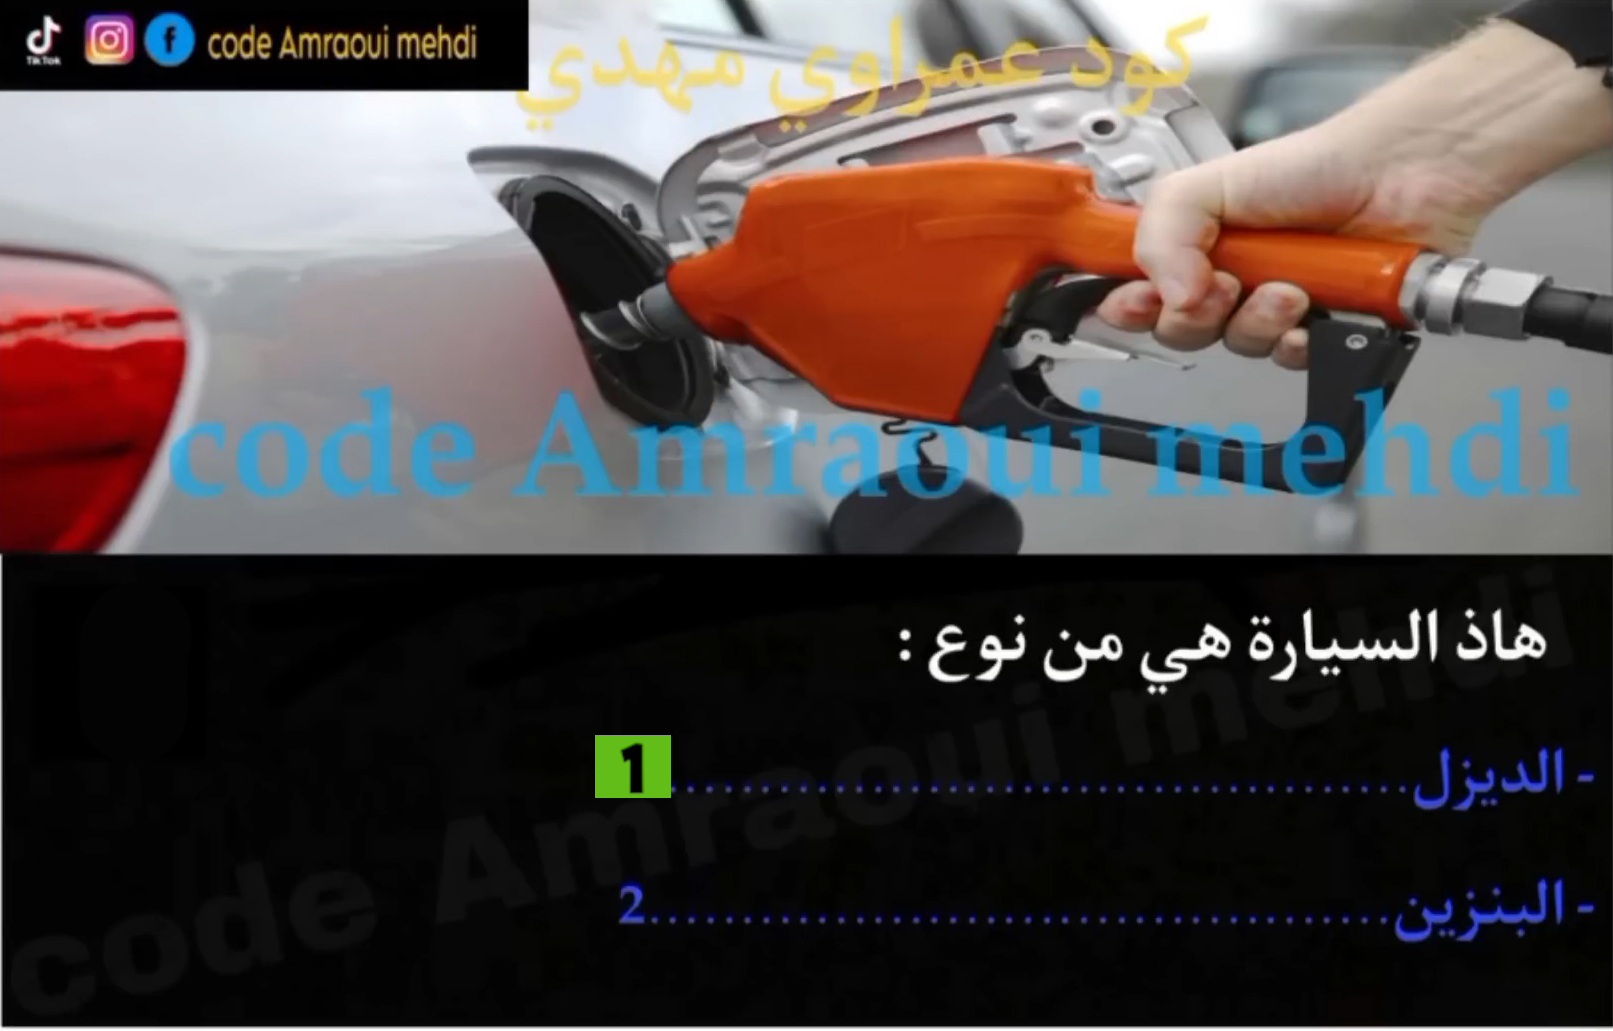 TikTok f code Amraoui mehdi
كود عمراوي مهدي
code Amraoui mehdi
هاذ السيارة هي من نوع :
- الديزل........................................1
- البنزين........................................2
code Amraoui mehdi